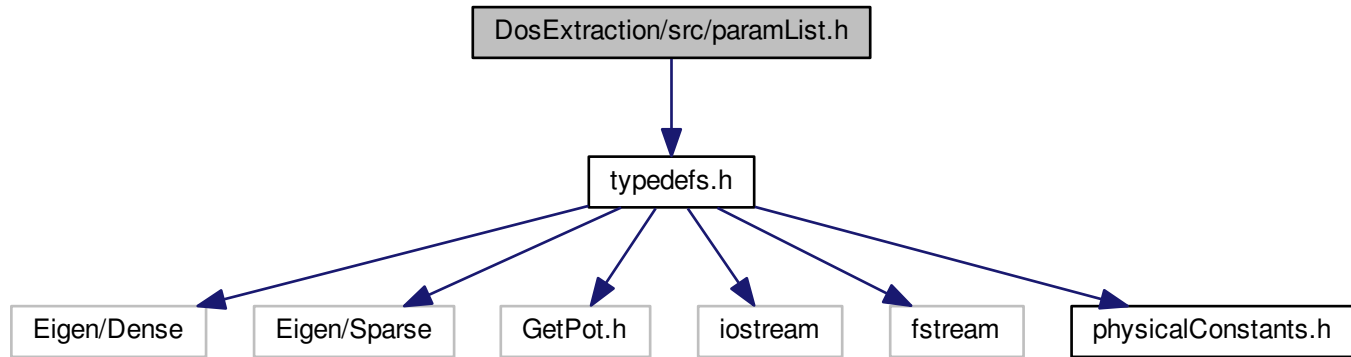 DosExtraction/src/paramList.h
typedefs.h
Eigen/Dense
Eigen/Sparse
GetPot.h
iostream
fstream
physicalConstants.h